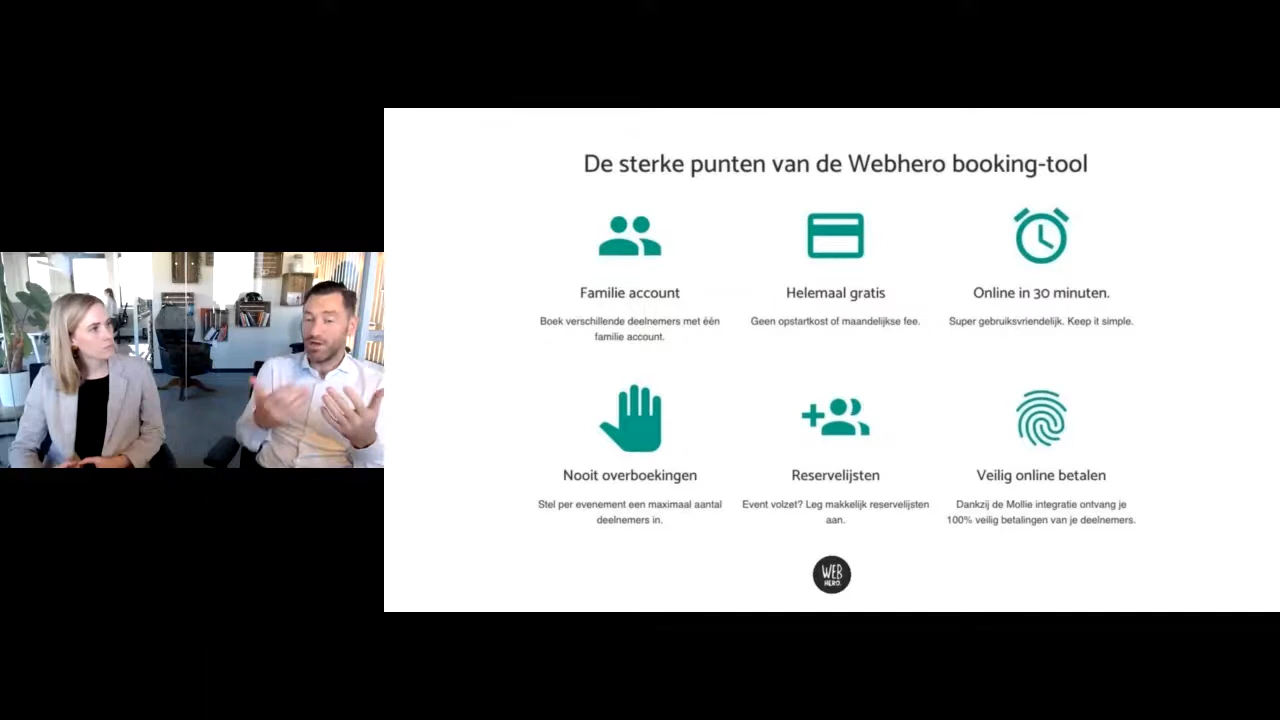 De sterke punten van de Webhero booking-tool
Familie account
Boek verschillende deelnemers met één
familie account.
Helemaal gratis
Geen opstartkost of maandelijkse fee.
Online in 30 minuten.
Super gebruiksvriendelijk. Keep it simple.
Nooit overboekingen
Stel per evenement een maximaal aantal
deelnemers in.
Reservelijsten
Event volzet? Leg makkelijk reservelijsten
aan.
Veilig online betalen
Dankzij de Mollie integratie ontvang je
100% veilig betalingen van je deelnemers.
WEB
HERO.